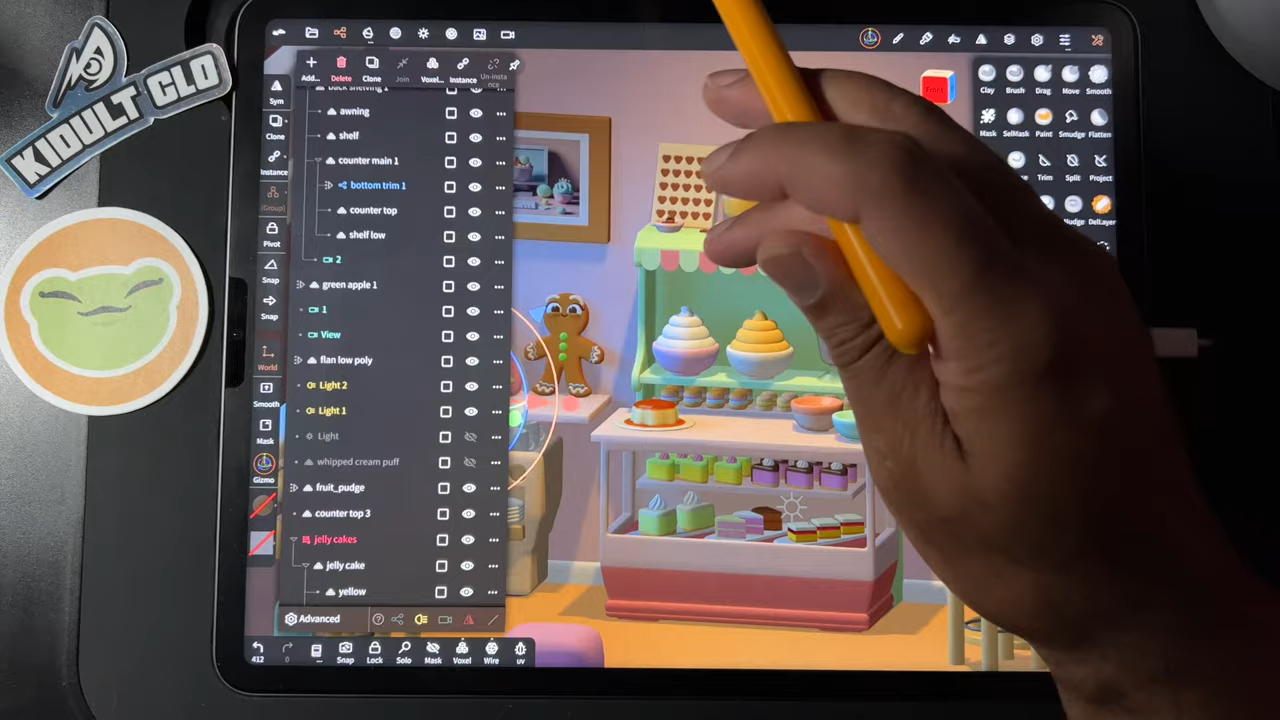 KIDULT GLO
Add...
Delete
Clone
Join
Voxel...
Instance
Un-insta
nce
Sym
Clone
Instance
(Group)
Pivot
Snap
Snap
World
Smooth
Mask
Gizmo
back shelving 1
awning
shelf
counter main 1
bottom trim 1
counter top
shelf low
2
green apple 1
1
View
flan low poly
Light 2
Light 1
Light
whipped cream puff
fruit_pudge
counter top 3
jelly cakes
jelly cake
yellow
Advanced
412
0
Snap
Lock
Solo
Mask
Voxel
Wire
uv
Front
Clay
Brush
Drag
Move
Smooth
Mask
SelMask
Paint
Smudge
Flatten
Trim
Split
Project
DelLayer